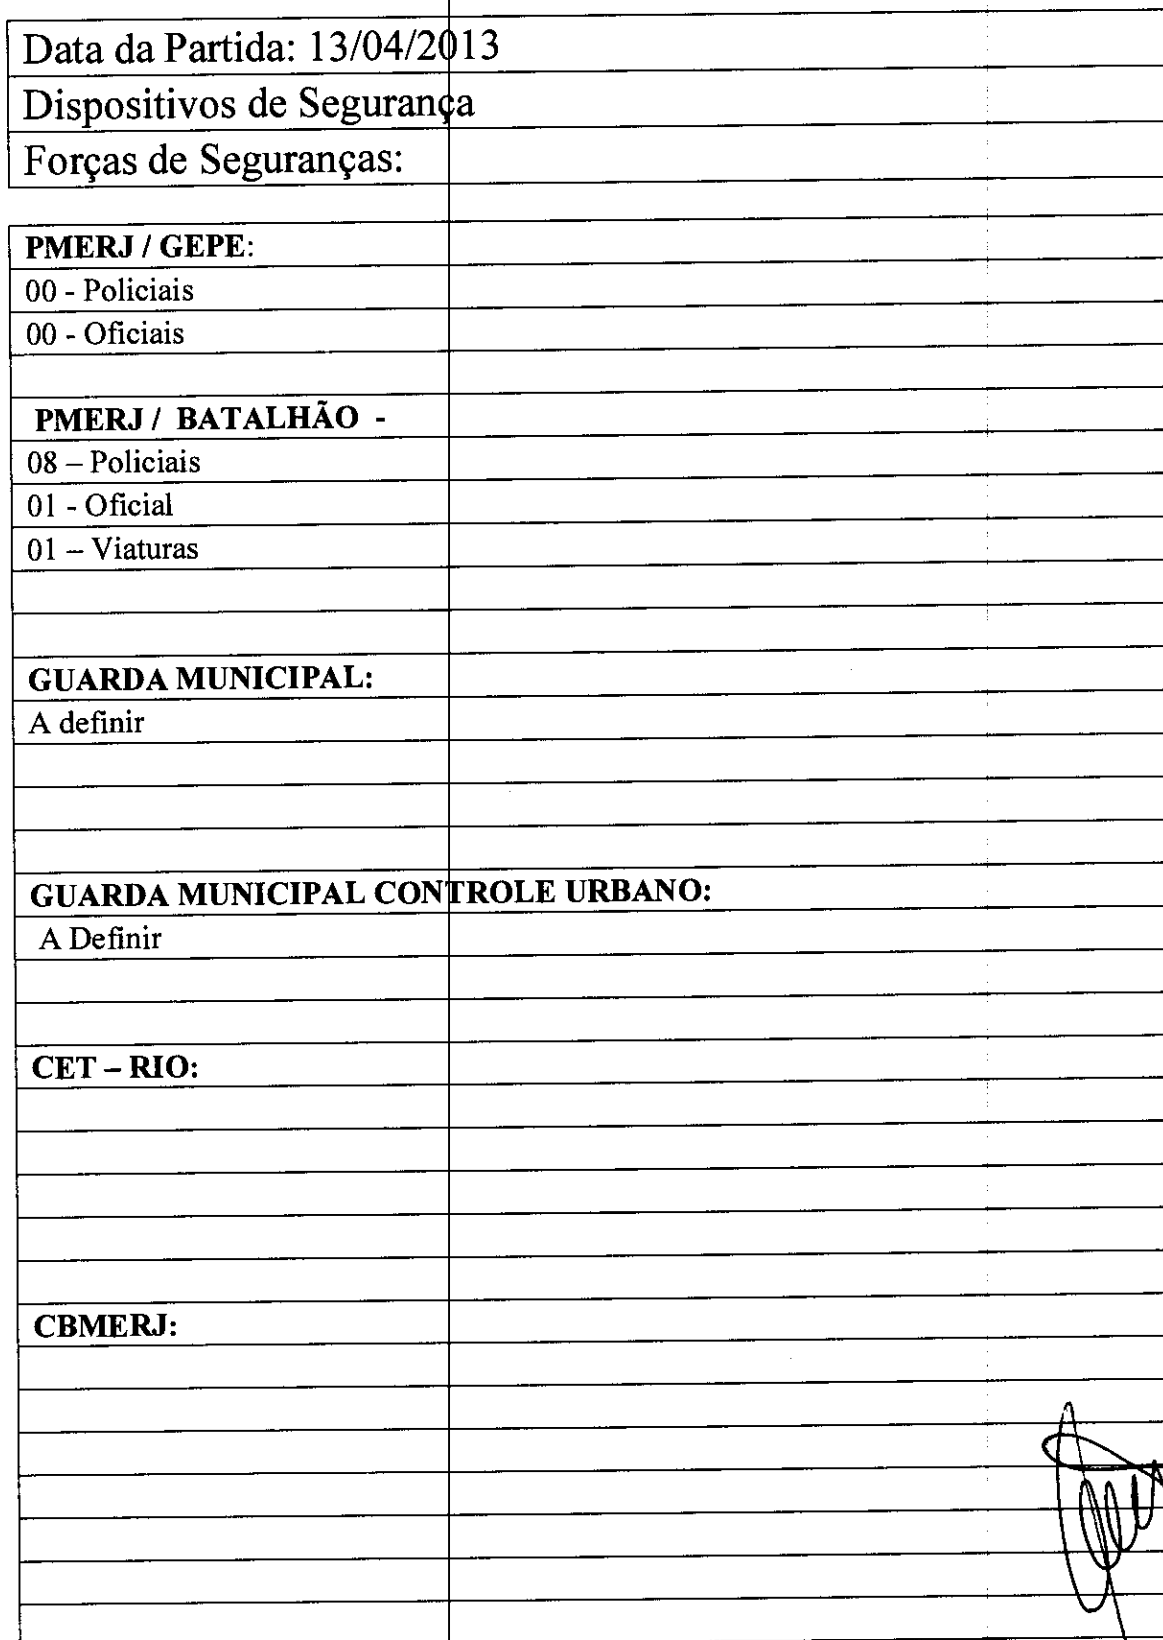 Data da Partida: 13/04/2013
Dispositivos de Segurança
Forças de Seguranças:
PMERJ / GEPE:
00 - Policiais
00 - Oficiais
PMERJ / BATALHÃO -
08 – Policiais
01 - Oficial
01 – Viaturas
GUARDA MUNICIPAL:
A definir
GUARDA MUNICIPAL CONTROLE URBANO:
A Definir
CET – RIO:
CBMERJ: